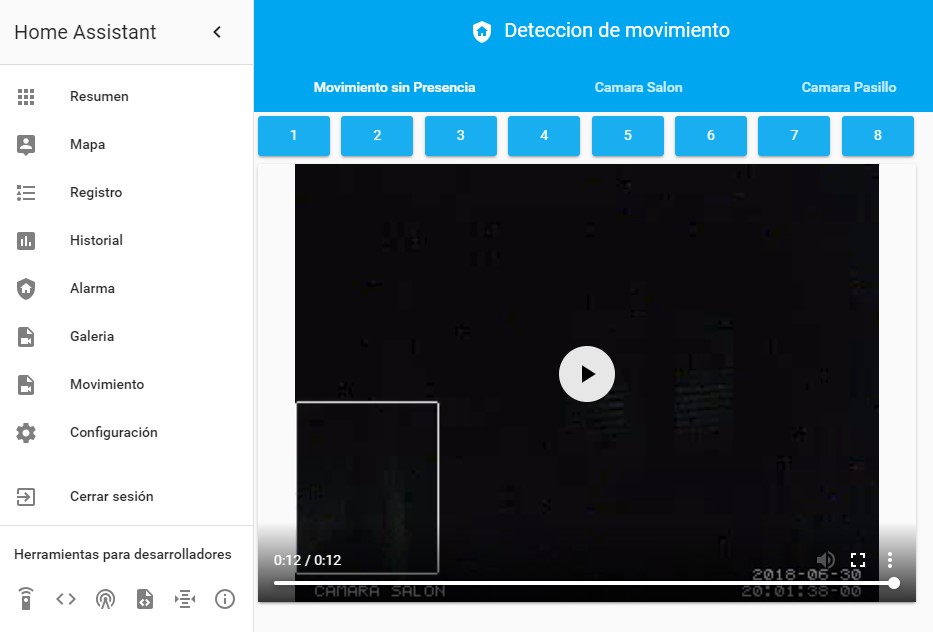 Home Assistant
Resumen
Mapa
Registro
Historial
Alarma
Galeria
Movimiento
Configuración
Cerrar sesión
Herramientas para desarrolladores
Deteccion de movimiento
Movimiento sin Presencia Camara Salon Camara Pasillo
1 2 3 4 5 6 7 8
0:12 / 0:12
2018-06-30
CAMARA SALON 20:01:38-00